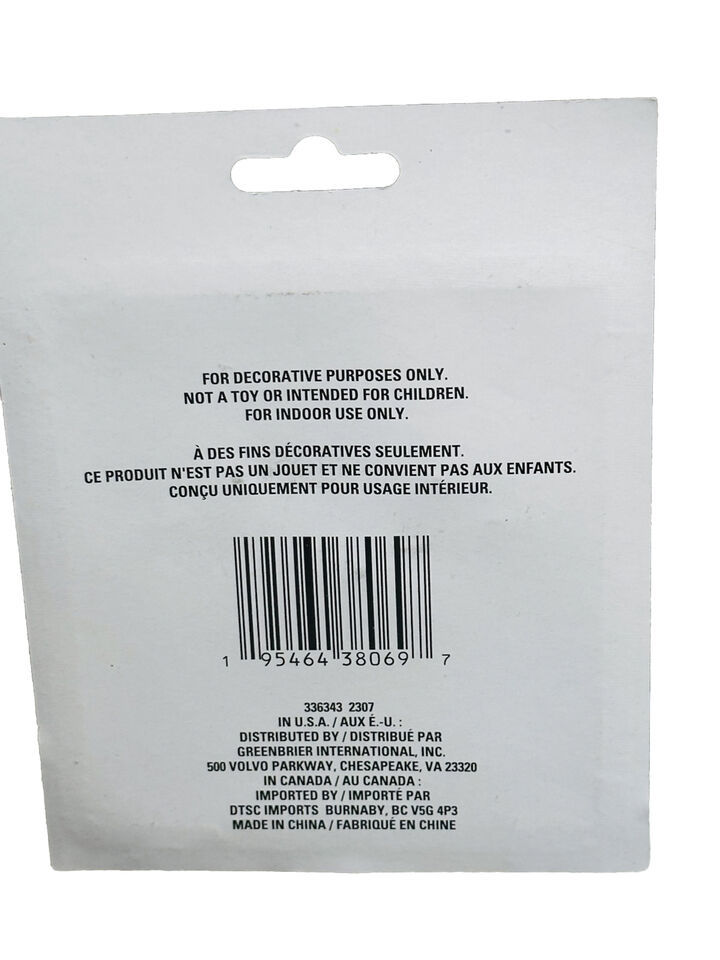 FOR DECORATIVE PURPOSES ONLY.
NOT A TOY OR INTENDED FOR CHILDREN.
FOR INDOOR USE ONLY.
À DES FINS DÉCORATIVES SEULEMENT.
CE PRODUIT N'EST PAS UN JOUET ET NE CONVIENT PAS AUX ENFANTS.
CONÇU UNIQUEMENT POUR USAGE INTÉRIEUR.
1 95464 38069 7
336343 2307
IN U.S.A. / AUX É.-U. :
DISTRIBUTED BY / DISTRIBUÉ PAR
GREENBRIER INTERNATIONAL, INC.
500 VOLVO PARKWAY, CHESAPEAKE, VA 23320
IN CANADA / AU CANADA :
IMPORTED BY / IMPORTÉ PAR
DTSC IMPORTS BURNABY, BC V5G 4P3
MADE IN CHINA / FABRIQUÉ EN CHINE